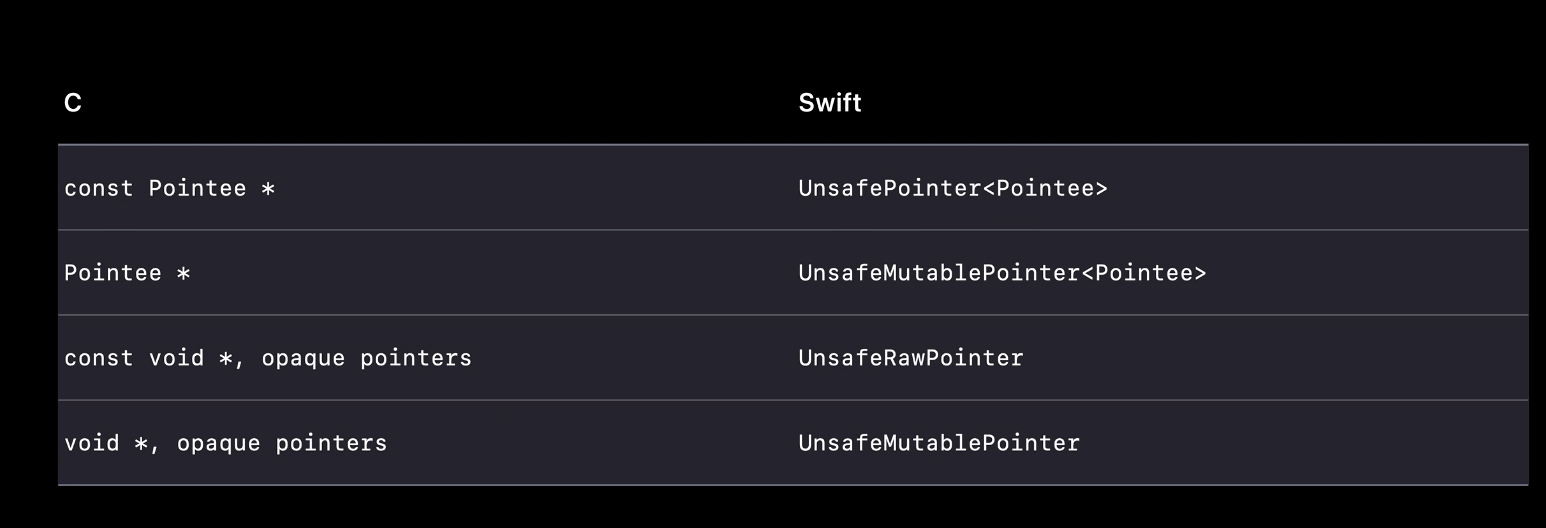 C Swift
const Pointee * UnsafePointer<Pointee>
Pointee * UnsafeMutablePointer<Pointee>
const void *, opaque pointers UnsafeRawPointer
void *, opaque pointers UnsafeMutablePointer